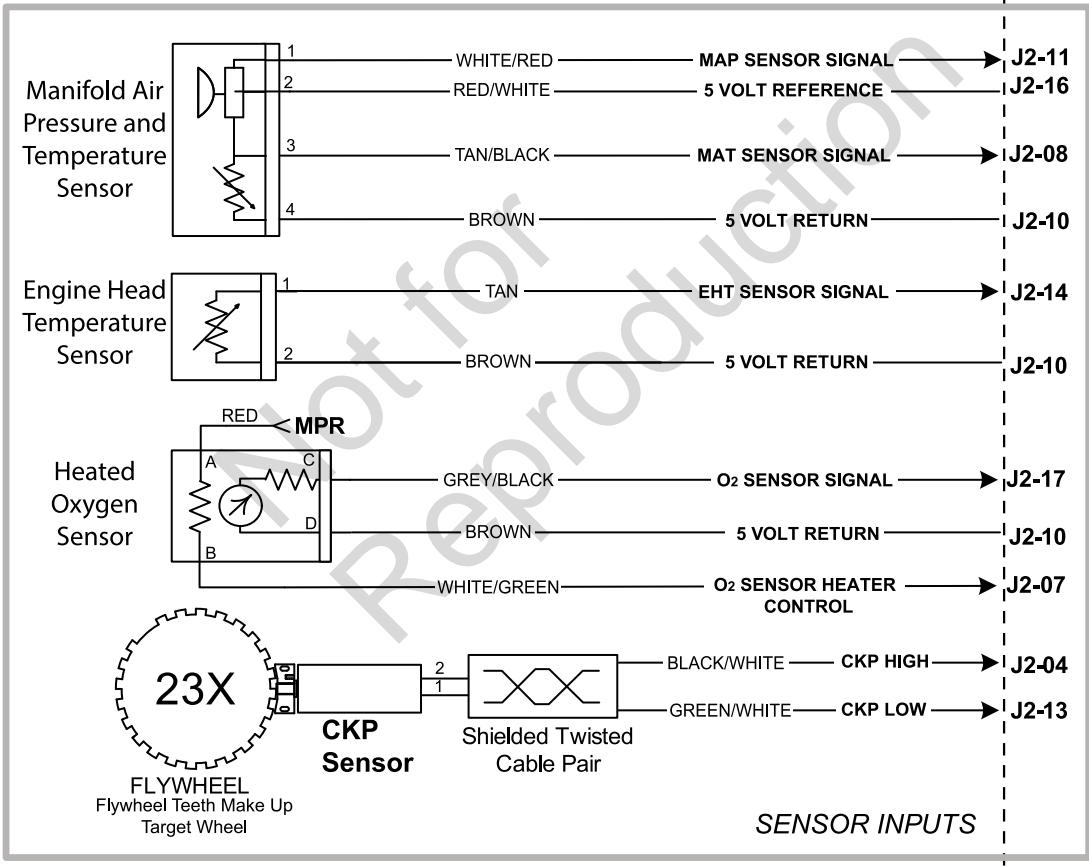 Manifold Air
Pressure and
Temperature
Sensor
1 WHITE/RED MAP SENSOR SIGNAL J2-11
2 RED/WHITE 5 VOLT REFERENCE J2-16
3 TAN/BLACK MAT SENSOR SIGNAL J2-08
4 BROWN 5 VOLT RETURN J2-10
Engine Head
Temperature
Sensor
1 TAN EHT SENSOR SIGNAL J2-14
2 BROWN 5 VOLT RETURN J2-10
RED MPR
Heated
Oxygen
Sensor
A C
GREY/BLACK O2 SENSOR SIGNAL J2-17
D BROWN 5 VOLT RETURN J2-10
B
WHITE/GREEN O2 SENSOR HEATER J2-07
CONTROL
23X
2 BLACK/WHITE CKP HIGH J2-04
1 GREEN/WHITE CKP LOW J2-13
CKP
Sensor
Shielded Twisted
Cable Pair
FLYWHEEL
Flywheel Teeth Make Up
Target Wheel
SENSOR INPUTS
Not for
Reproduction